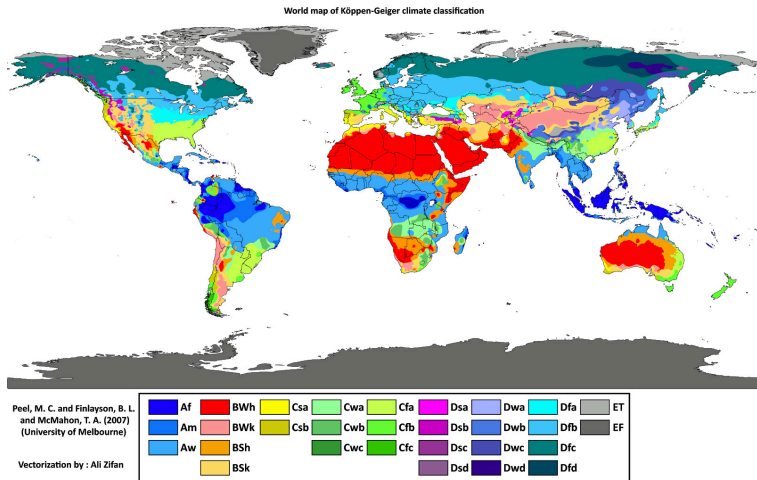 World map of Köppen-Geiger climate classification
Peel, M. C. and Finlayson, B. L.
and McMahon, T. A. (2007)
(University of Melbourne)
Vectorization by : Ali Zifan
Af BWh Csa Cwa Cfa Dsa Dwa Dfa ET
Am BWk Csb Cwb Cfb Dsb Dwb Dfb EF
Aw BSh Cwc Cfc Dsc Dwc Dfc
BSk Dsd Dwd Dfd